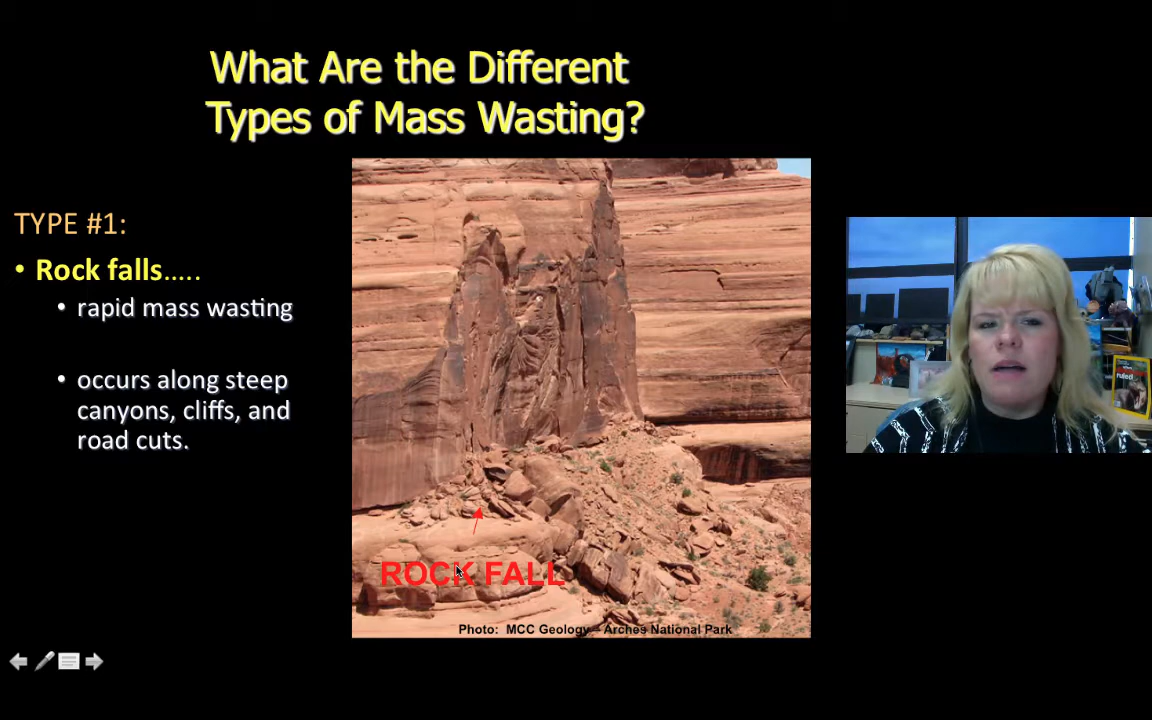 What Are the Different
Types of Mass Wasting?
TYPE #1:
• Rock falls.....
• rapid mass wasting
• occurs along steep
canyons, cliffs, and
road cuts.
ROCK FALL
Photo: MCC Geology – Arches National Park